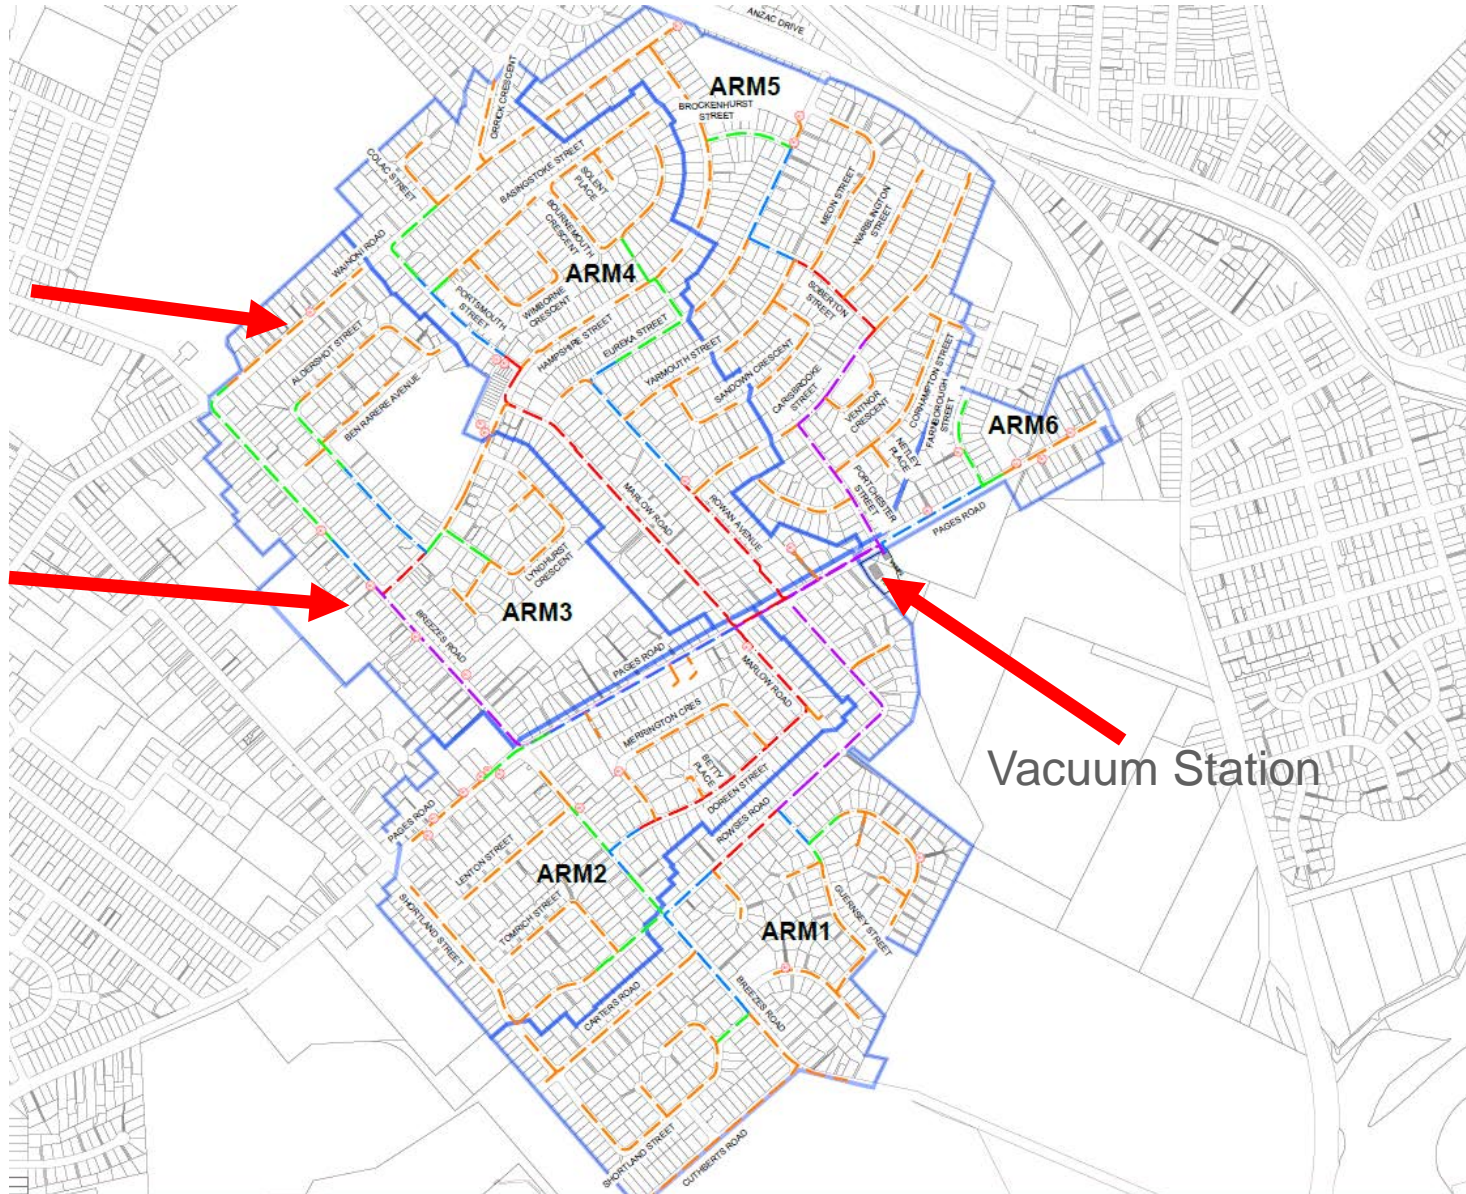 ANZAC DRIVE
ORRICK CRESCENT
ARM5
BROCKENHURST
STREET
COLAC STREET
BASINGSTOKE STREET
SOLENT
PLACE
MEON STREET
WARBLINGTON
STREET
BOURNEMOUTH
CRESCENT
WAINONI ROAD
ARM4
PORTSMOUTH
STREET
WIMBORNE
CRESCENT
SOBERTON
STREET
HAMPSHIRE STREET
EUREKA STREET
ALDERSHOT STREET
YARMOUTH STREET
SANDOWN CRESCENT
CARISBROOKE
STREET
CORHAMPTON STREET
FARNBOROUGH
STREET
BEN RARERE AVENUE
VENTNOR
CRESCENT
ARM6
NETLEY
PLACE
PORTCHESTER
STREET
MARLOW ROAD
ROWAN AVENUE
PAGES ROAD
LYNDHURST
CRESCENT
ARM3
BREEZES ROAD
PAGES ROAD
MARLOW ROAD
MERRINGTON CRES
Vacuum Station
BETTY
PLACE
DOREEN STREET
PAGES ROAD
ROWSES ROAD
LENTON STREET
ARM2
SHORTLAND STREET
TOMRICH STREET
GUERNSEY STREET
ARM1
CARTERS ROAD
BREEZES ROAD
SHORTLAND STREET
CUTHBERTS ROAD